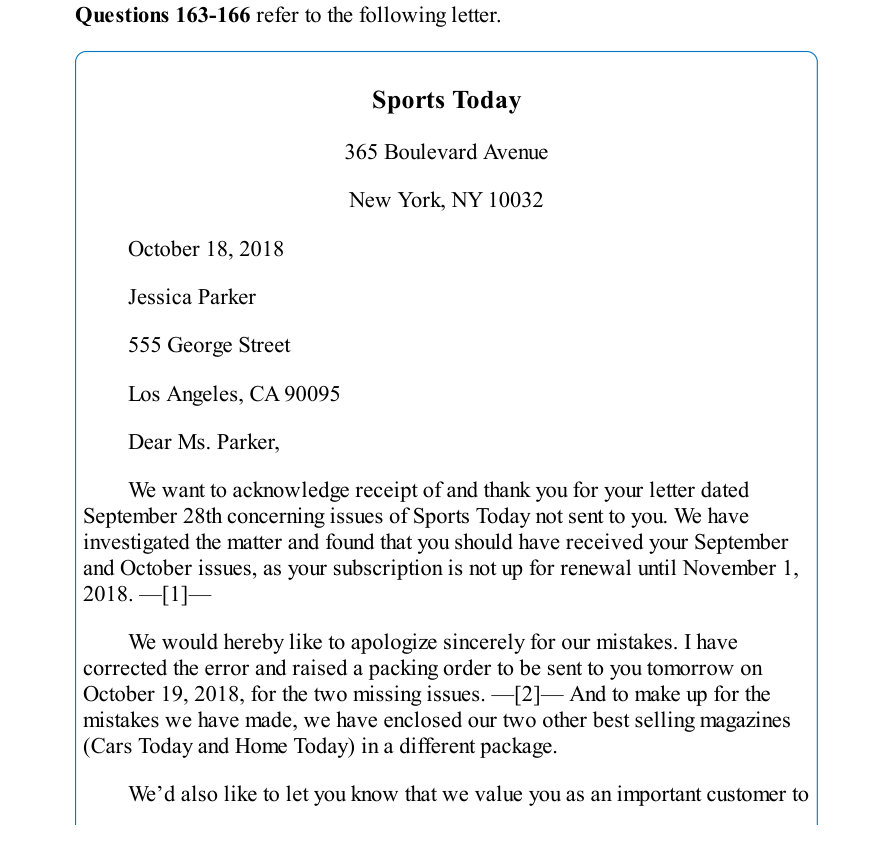 Questions 163-166 refer to the following letter.
Sports Today
365 Boulevard Avenue
New York, NY 10032
October 18, 2018
Jessica Parker
555 George Street
Los Angeles, CA 90095
Dear Ms. Parker,
We want to acknowledge receipt of and thank you for your letter dated
September 28th concerning issues of Sports Today not sent to you. We have
investigated the matter and found that you should have received your September
and October issues, as your subscription is not up for renewal until November 1,
2018. —[1]—
We would hereby like to apologize sincerely for our mistakes. I have
corrected the error and raised a packing order to be sent to you tomorrow on
October 19, 2018, for the two missing issues. —[2]— And to make up for the
mistakes we have made, we have enclosed our two other best selling magazines
(Cars Today and Home Today) in a different package.
We’d also like to let you know that we value you as an important customer to